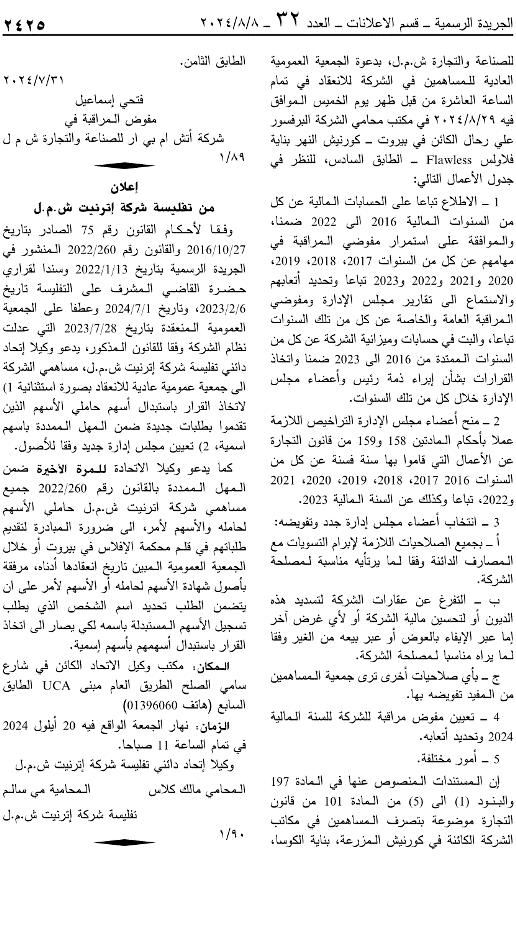 الجريدة الرسمية ــ قسم الاعلانات ــ العدد ٣٢ ــ ٢٠٢٤/٨/٨
٢٤٢٥
للصناعة والتجارة ش.م.ل، بدعوة الجمعية العمومية
العادية للمساهمين في الشركة للانعقاد في تمام
الساعة العاشرة من قبل ظهر يوم الخميس الموافق
فيه ٢٠٢٤/٨/٢٩ في مكتب محامي الشركة البرفسور
علي رحال الكائن في بيروت ــ كورنيش النهر بناية
فلاولس Flawless ــ الطابق السادس، للنظر في
جدول الأعمال التالي:
1 ــ الاطلاع تباعا على الحسابات المالية عن كل
من السنوات المالية 2016 الى 2022 ضمنا،
والموافقة على استمرار مفوضي المراقبة في
مهامهم عن كل من السنوات 2017، 2018، 2019،
2020 و2021 و2022 و2023 تباعا وتحديد أتعابهم
والاستماع الى تقارير مجلس الإدارة ومفوضي
المراقبة العامة والخاصة عن كل من تلك السنوات
تباعا، والبت في حسابات وميزانية الشركة عن كل من
السنوات الممتدة من 2016 الى 2023 ضمنا واتخاذ
القرارات بشأن إبراء ذمة رئيس وأعضاء مجلس
الإدارة خلال كل من تلك السنوات.
2 ــ منح أعضاء مجلس الإدارة التراخيص اللازمة
عملا بأحكام المادتين 158 و159 من قانون التجارة
عن الأعمال التي قاموا بها سنة فسنة عن كل من
السنوات 2016 2017، 2018، 2019، 2020، 2021
و2022، تباعا وكذلك عن السنة المالية 2023.
3 ــ انتخاب أعضاء مجلس إدارة جدد وتفويضه:
أ ــ بجميع الصلاحيات اللازمة لإبرام التسويات مع
المصارف الدائنة وفقا لما يرتأيه مناسبة لمصلحة
الشركة.
ب ــ التفرغ عن عقارات الشركة لتسديد هذه
الديون أو لتحسين مالية الشركة أو لأي غرض آخر
إما عبر الإيفاء بالعوض أو عبر بيعه من الغير وفقا
لما يراه مناسبا لمصلحة الشركة.
ج ــ بأي صلاحيات أخرى ترى جمعية المساهمين
من المفيد تفويضه بها.
4 ــ تعيين مفوض مراقبة للشركة للسنة المالية
2024 وتحديد أتعابه.
5 ــ أمور مختلفة.
إن المستندات المنصوص عنها في المادة 197
والبنود (1) الى (5) من المادة 101 من قانون
التجارة موضوعة بتصرف المساهمين في مكاتب
الشركة الكائنة في كورنيش المزرعة، بناية الكوسا،
الطابق الثامن.
٢٠٢٤/٧/٣١
فتحي إسماعيل
مفوض المراقبة في
شركة أتش ام بي ار للصناعة والتجارة ش م ل
١/٨٩
إعلان
من تفليسة شركة إترنيت ش.م.ل
وفقا لأحكام القانون رقم 75 الصادر بتاريخ
2016/10/27 والقانون رقم 2022/260 المنشور في
الجريدة الرسمية بتاريخ 2022/1/13 وسندا لقراري
حضرة القاضي المشرف على التفليسة تاريخ
2023/2/6، وتاريخ 2024/7/1 وعطفا على الجمعية
العمومية المنعقدة بتاريخ 2023/7/28 التي عدلت
نظام الشركة وفقا للقانون المذكور، يدعو وكيلا إتحاد
دائني تفليسة شركة إترنيت ش.م.ل، مساهمي الشركة
الى جمعية عمومية عادية للانعقاد بصورة استثنائية 1)
لاتخاذ القرار باستبدال أسهم حاملي الأسهم الذين
تقدموا بطلبات جديدة ضمن المهل الممددة باسهم
اسمية، 2) تعيين مجلس إدارة جديد وفقا للأصول.
كما يدعو وكيلا الاتحادة للمرة الأخيرة ضمن
المهل الممددة بالقانون رقم 2022/260 جميع
مساهمي شركة اترنيت ش.م.ل حاملي الأسهم
لحامله والأسهم لأمر، الى ضرورة المبادرة لتقديم
طلباتهم في قلم محكمة الإفلاس في بيروت أو خلال
الجمعية العمومية المبين تاريخ انعقادها أدناه، مرفقة
بأصول شهادة الأسهم لحامله أو الأسهم لأمر على ان
يتضمن الطلب تحديد اسم الشخص الذي يطلب
تسجيل الأسهم المستبدلة باسمه لكي يصار الى اتخاذ
القرار باستبدال أسهمهم بأسهم إسمية.
المكان: مكتب وكيل الاتحاد الكائن في شارع
سامي الصلح الطريق العام مبنى UCA الطابق
السابع (هاتف 01396060)
الزمان: نهار الجمعة الواقع فيه 20 أيلول 2024
في تمام الساعة 11 صباحا.
وكيلا إتحاد دائني تفليسة شركة إترنيت ش.م.ل
المحامي مالك كلاس المحامية مي سالم
تفليسة شركة إترنيت ش.م.ل
١/٩٠